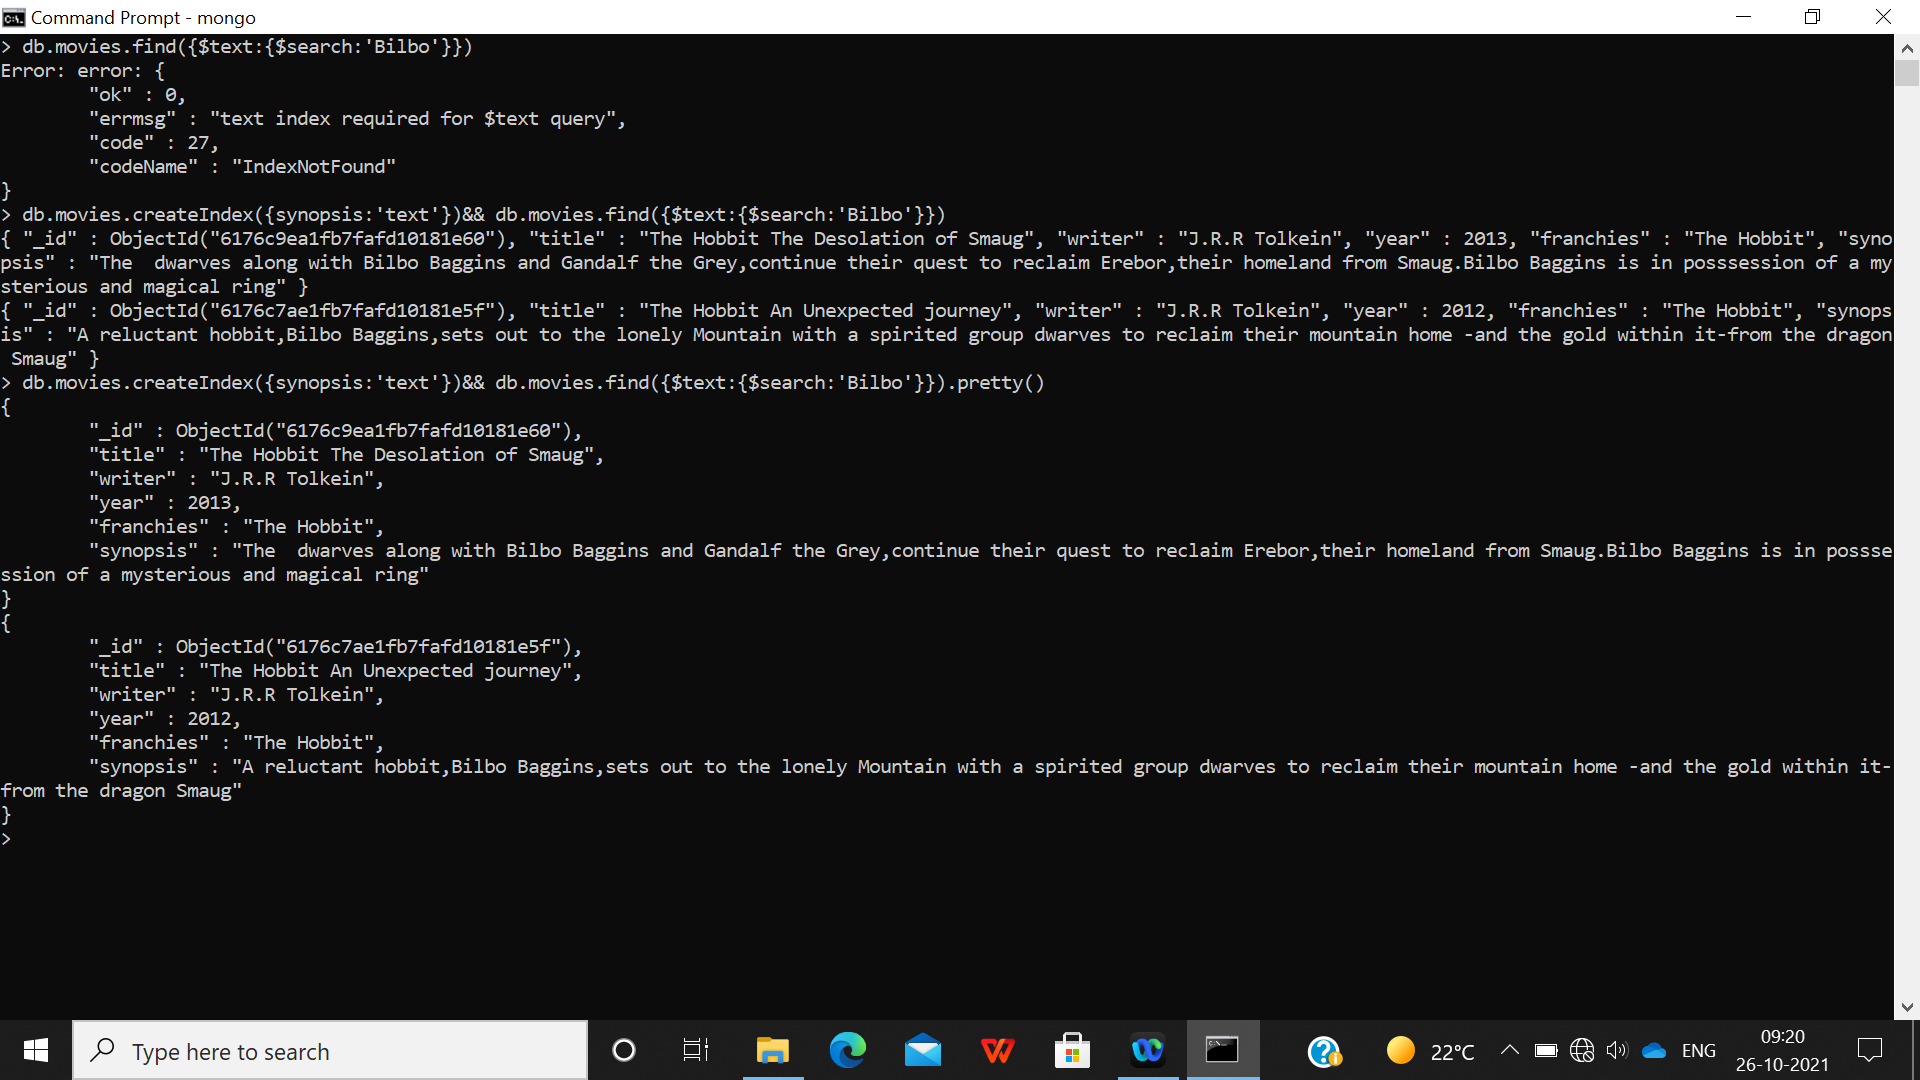 Command Prompt - mongo
> db.movies.find({$text:{$search:'Bilbo'}})
Error: error: {
        "ok" : 0,
        "errmsg" : "text index required for $text query",
        "code" : 27,
        "codeName" : "IndexNotFound"
}
> db.movies.createIndex({synopsis:'text'})&& db.movies.find({$text:{$search:'Bilbo'}})
{ "_id" : ObjectId("6176c9ea1fb7fafd10181e60"), "title" : "The Hobbit The Desolation of Smaug", "writer" : "J.R.R Tolkein", "year" : 2013, "franchies" : "The Hobbit", "syno
psis" : "The  dwarves along with Bilbo Baggins and Gandalf the Grey,continue their quest to reclaim Erebor,their homeland from Smaug.Bilbo Baggins is in posssession of a my
sterious and magical ring" }
{ "_id" : ObjectId("6176c7ae1fb7fafd10181e5f"), "title" : "The Hobbit An Unexpected journey", "writer" : "J.R.R Tolkein", "year" : 2012, "franchies" : "The Hobbit", "synops
is" : "A reluctant hobbit,Bilbo Baggins,sets out to the lonely Mountain with a spirited group dwarves to reclaim their mountain home -and the gold within it-from the dragon
 Smaug" }
> db.movies.createIndex({synopsis:'text'})&& db.movies.find({$text:{$search:'Bilbo'}}).pretty()
{
        "_id" : ObjectId("6176c9ea1fb7fafd10181e60"),
        "title" : "The Hobbit The Desolation of Smaug",
        "writer" : "J.R.R Tolkein",
        "year" : 2013,
        "franchies" : "The Hobbit",
        "synopsis" : "The  dwarves along with Bilbo Baggins and Gandalf the Grey,continue their quest to reclaim Erebor,their homeland from Smaug.Bilbo Baggins is in possse
ssion of a mysterious and magical ring"
}
{
        "_id" : ObjectId("6176c7ae1fb7fafd10181e5f"),
        "title" : "The Hobbit An Unexpected journey",
        "writer" : "J.R.R Tolkein",
        "year" : 2012,
        "franchies" : "The Hobbit",
        "synopsis" : "A reluctant hobbit,Bilbo Baggins,sets out to the lonely Mountain with a spirited group dwarves to reclaim their mountain home -and the gold within it-
from the dragon Smaug"
}
>
Type here to search
22°C
ENG
09:20
26-10-2021